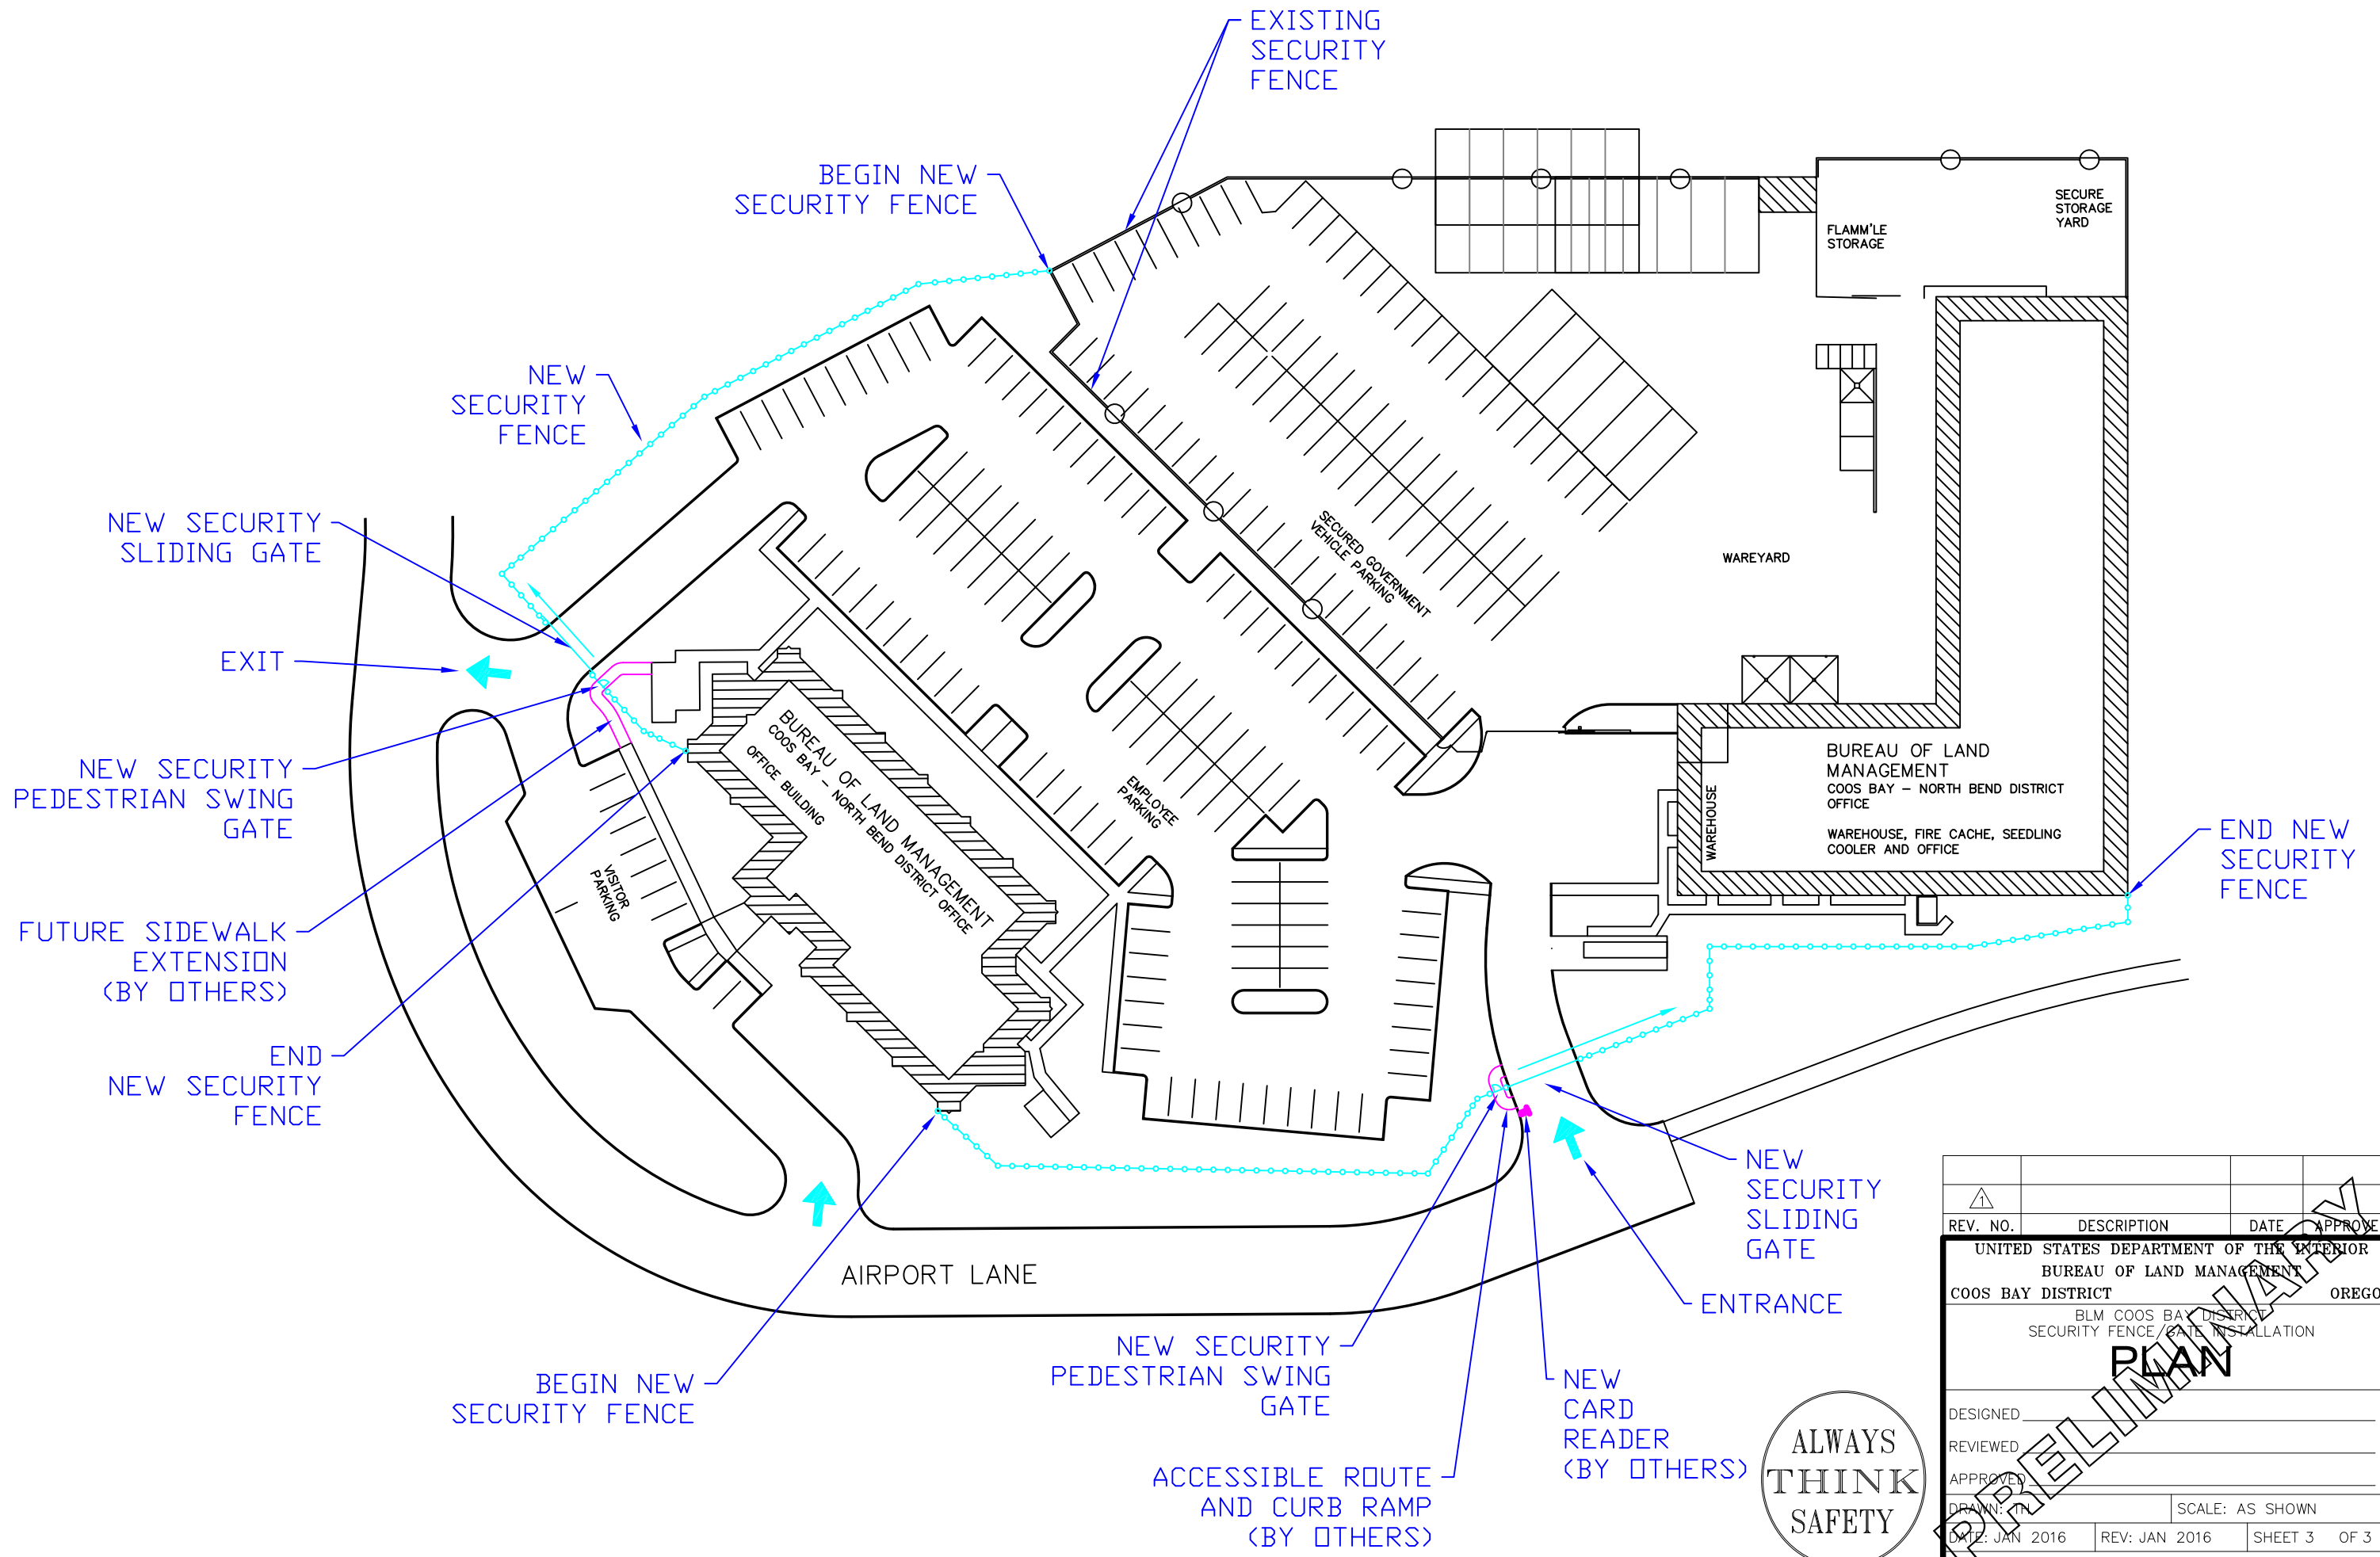 EXISTING
SECURITY
FENCE
BEGIN NEW
SECURITY FENCE
NEW
SECURITY
FENCE
NEW SECURITY
SLIDING GATE
EXIT
NEW SECURITY
PEDESTRIAN SWING
GATE
FUTURE SIDEWALK
EXTENSION
(BY OTHERS)
END
NEW SECURITY
FENCE
FLAMM'LE
STORAGE
SECURE
STORAGE
YARD
SECURED GOVERNMENT
VEHICLE PARKING
WAREYARD
BUREAU OF LAND MANAGEMENT
COOS BAY – NORTH BEND DISTRICT OFFICE
OFFICE BUILDING
EMPLOYEE
PARKING
VISITOR
PARKING
WAREHOUSE
BUREAU OF LAND
MANAGEMENT
COOS BAY – NORTH BEND DISTRICT
OFFICE
WAREHOUSE, FIRE CACHE, SEEDLING
COOLER AND OFFICE
END NEW
SECURITY
FENCE
NEW
SECURITY
SLIDING
GATE
ENTRANCE
AIRPORT LANE
BEGIN NEW
SECURITY FENCE
NEW SECURITY
PEDESTRIAN SWING
GATE
ACCESSIBLE ROUTE
AND CURB RAMP
(BY OTHERS)
NEW
CARD
READER
(BY OTHERS)
ALWAYS
THINK
SAFETY
1
REV. NO. DESCRIPTION DATE APPROVE
UNITED STATES DEPARTMENT OF THE INTERIOR
BUREAU OF LAND MANAGEMENT
COOS BAY DISTRICT OREGO
BLM COOS BAY DISTRICT
SECURITY FENCE/GATE INSTALLATION
PLAN
DESIGNED
REVIEWED
APPROVED
DRAWN: TH SCALE: AS SHOWN
DATE: JAN 2016 REV: JAN 2016 SHEET 3 OF 3
PRELIMINARY